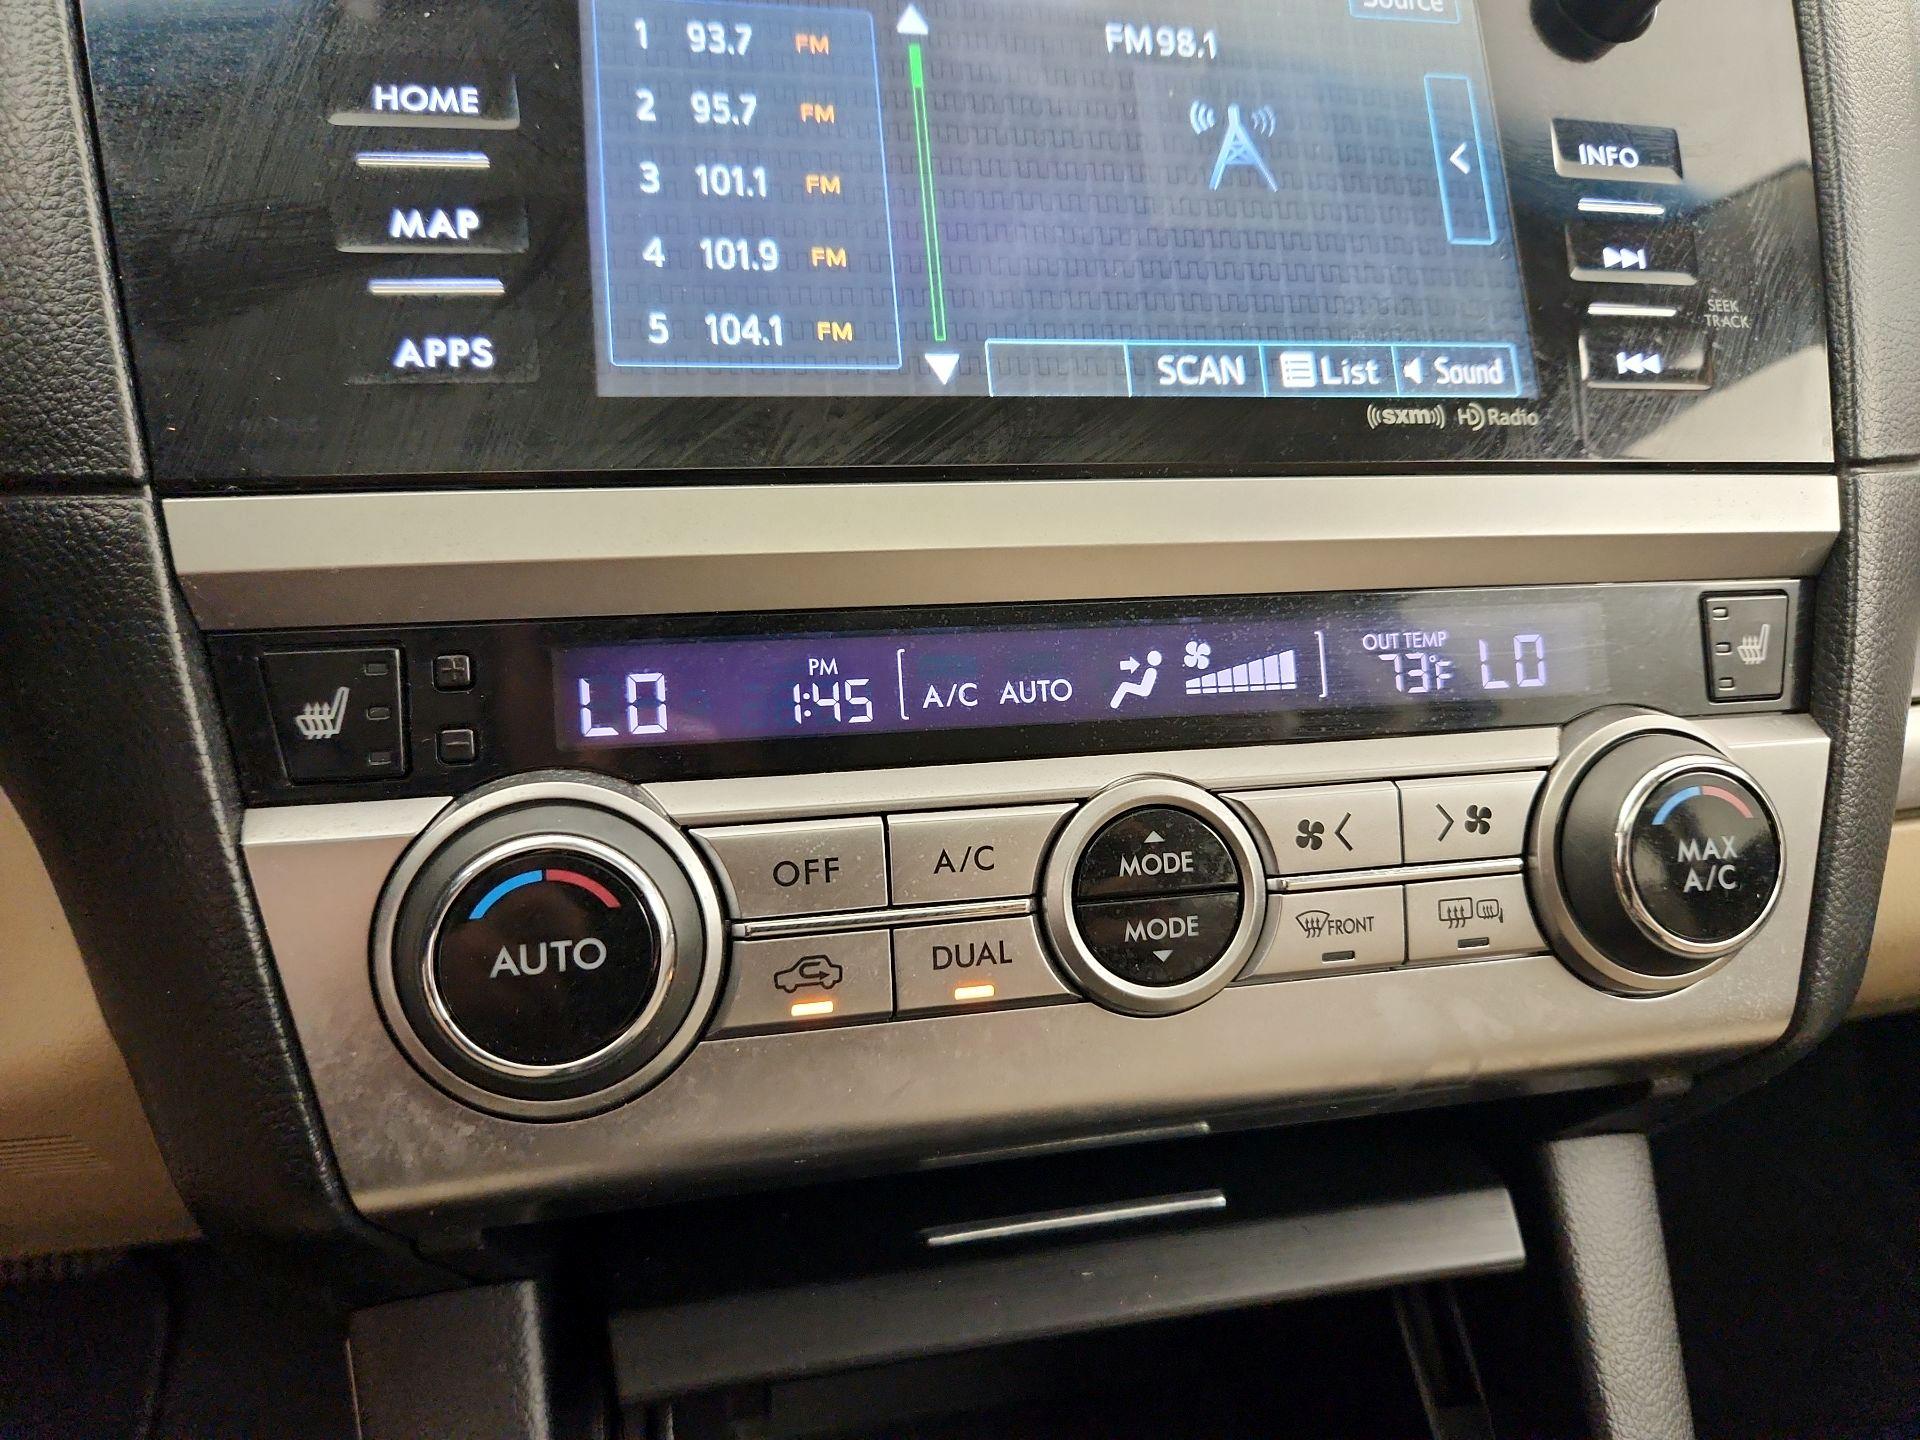 Source
1 93.7 FM
2 95.7 FM
3 101.1 FM
4 101.9 FM
5 104.1 FM
FM 98.1
SCAN List Sound
((sxm)) HD Radio
HOME
MAP
APPS
INFO
SEEK
TRACK
LO PM 1:45 A/C AUTO OUT TEMP 73°F LO
AUTO
OFF A/C
DUAL
MODE
MODE
FRONT
MAX
A/C